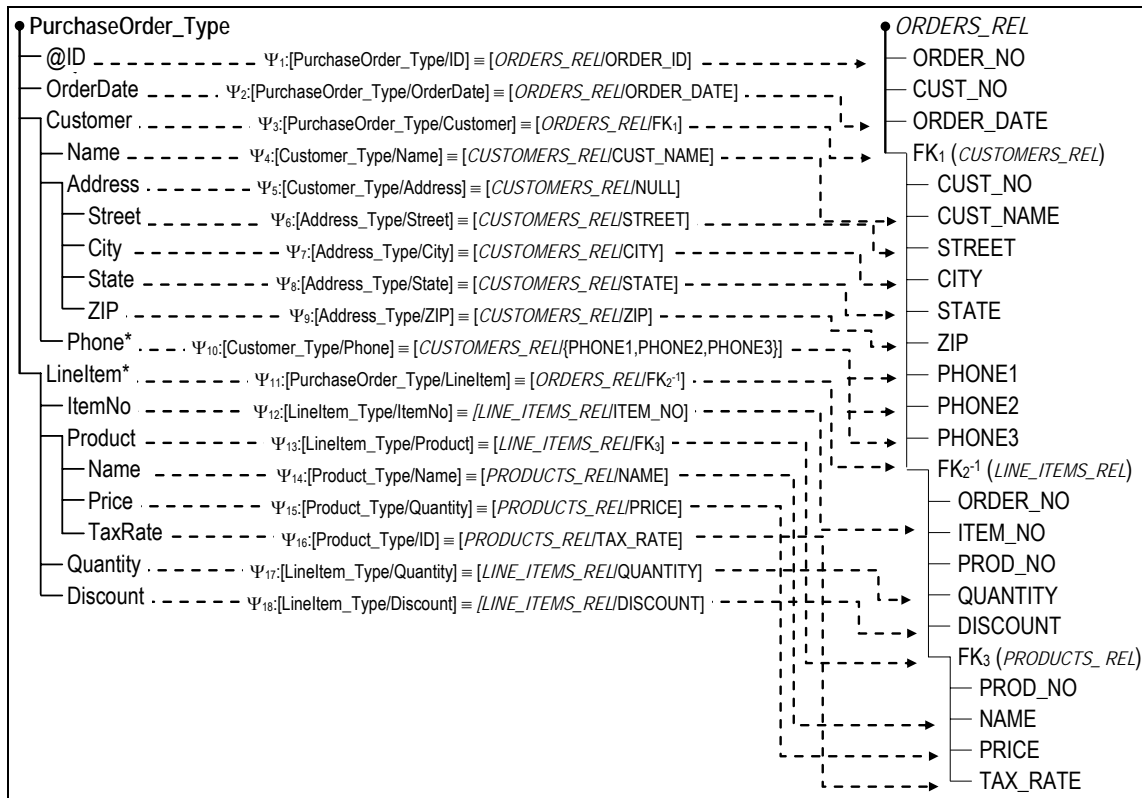 PurchaseOrder_Type
ORDERS_REL
@ID
Ψ1:[PurchaseOrder_Type/ID] ≡ [ORDERS_REL/ORDER_ID]
ORDER_NO
OrderDate
Ψ2:[PurchaseOrder_Type/OrderDate] ≡ [ORDERS_REL/ORDER_DATE]
CUST_NO
Customer
Ψ3:[PurchaseOrder_Type/Customer] ≡ [ORDERS_REL/FK1]
ORDER_DATE
Name
Ψ4:[Customer_Type/Name] ≡ [CUSTOMERS_REL/CUST_NAME]
FK1 (CUSTOMERS_REL)
Address
Ψ5:[Customer_Type/Address] ≡ [CUSTOMERS_REL/NULL]
CUST_NO
Street
Ψ6:[Address_Type/Street] ≡ [CUSTOMERS_REL/STREET]
CUST_NAME
City
Ψ7:[Address_Type/City] ≡ [CUSTOMERS_REL/CITY]
STREET
State
Ψ8:[Address_Type/State] ≡ [CUSTOMERS_REL/STATE]
CITY
ZIP
Ψ9:[Address_Type/ZIP] ≡ [CUSTOMERS_REL/ZIP]
STATE
Phone*
Ψ10:[Customer_Type/Phone] ≡ [CUSTOMERS_REL/{PHONE1,PHONE2,PHONE3}]
ZIP
LineItem*
Ψ11:[PurchaseOrder_Type/LineItem] ≡ [ORDERS_REL/FK2-1]
PHONE1
ItemNo
Ψ12:[LineItem_Type/ItemNo] ≡ [LINE_ITEMS_REL/ITEM_NO]
PHONE2
Product
Ψ13:[LineItem_Type/Product] ≡ [LINE_ITEMS_REL/FK3]
PHONE3
Name
Ψ14:[Product_Type/Name] ≡ [PRODUCTS_REL/NAME]
FK2-1 (LINE_ITEMS_REL)
Price
Ψ15:[Product_Type/Quantity] ≡ [PRODUCTS_REL/PRICE]
ORDER_NO
TaxRate
Ψ16:[Product_Type/ID] ≡ [PRODUCTS_REL/TAX_RATE]
ITEM_NO
Quantity
Ψ17:[LineItem_Type/Quantity] ≡ [LINE_ITEMS_REL/QUANTITY]
PROD_NO
Discount
Ψ18:[LineItem_Type/Discount] ≡ [LINE_ITEMS_REL/DISCOUNT]
QUANTITY
DISCOUNT
FK3 (PRODUCTS_ REL)
PROD_NO
NAME
PRICE
TAX_RATE